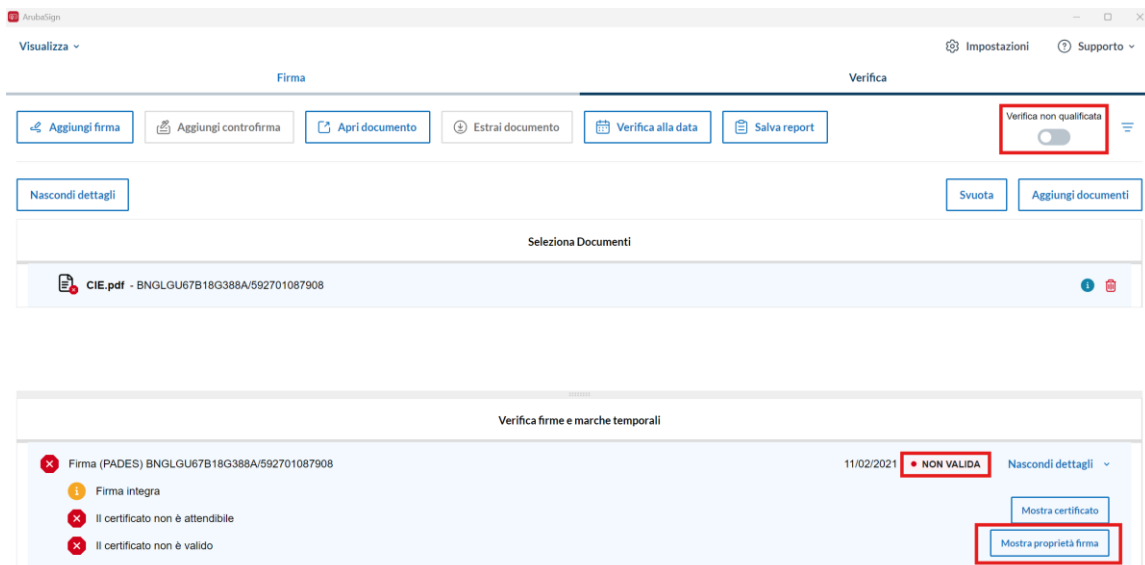 ArubaSign
Visualizza
Impostazioni
Supporto
Firma
Verifica
Aggiungi firma
Aggiungi controfirma
Apri documento
Estrai documento
Verifica alla data
Salva report
Verifica non qualificata
Nascondi dettagli
Svuota
Aggiungi documenti
Seleziona Documenti
CIE.pdf - BNGLGU67B18G388A/592701087908
Verifica firme e marche temporali
Firma (PADES) BNGLGU67B18G388A/592701087908
11/02/2021
NON VALIDA
Nascondi dettagli
Firma integra
Mostra certificato
Il certificato non è attendibile
Il certificato non è valido
Mostra proprietà firma